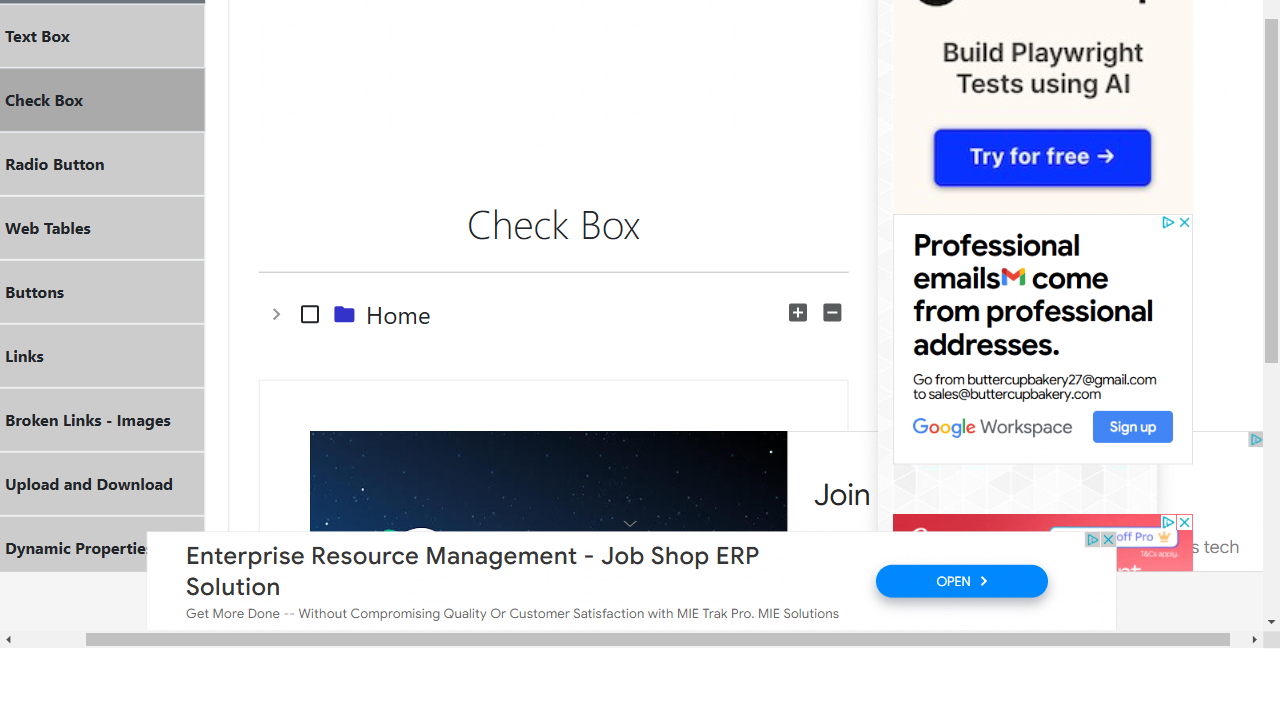 Text Box
Check Box
Radio Button
Web Tables
Buttons
Links
Broken Links - Images
Upload and Download
Check Box
Home
Build Playwright
Tests using AI
Try for free →
Professional
emails come
from professional
addresses.
Go from buttercupbakery27@gmail.com
to sales@buttercupbakery.com
Google Workspace
Sign up
Join
off Pro
T&Cs apply.
s tech
Enterprise Resource Management - Job Shop ERP
Solution
Get More Done -- Without Compromising Quality Or Customer Satisfaction with MIE Trak Pro. MIE Solutions
OPEN